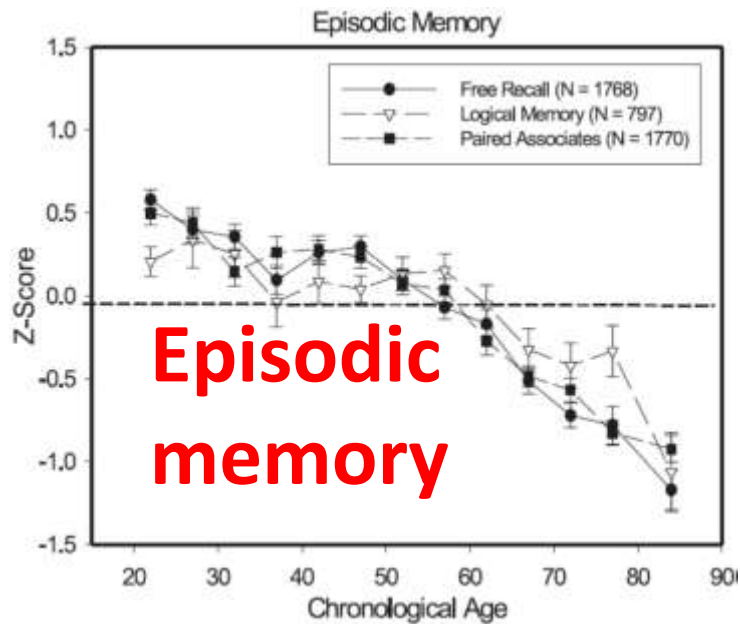 Episodic Memory
1.5
1.0
0.5
0.0
-0.5
-1.0
-1.5
Z-Score
Free Recall (N = 1768)
Logical Memory (N = 797)
Paired Associates (N = 1770)
Episodic
memory
20 30 40 50 60 70 80 900
Chronological Age